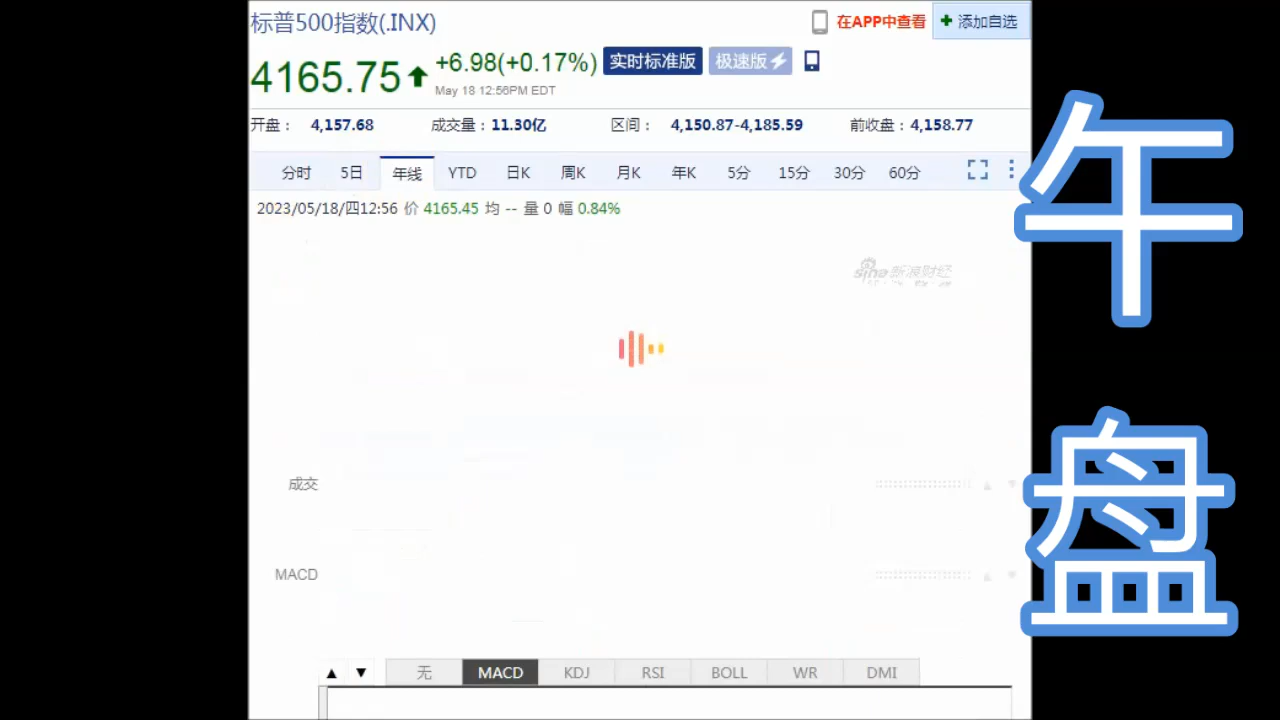 标普500指数(.INX)
在APP中查看
添加自选
4165.75
+6.98(+0.17%)
实时标准版
极速版
May 18 12:56PM EDT
开盘： 4,157.68 成交量：11.30亿 区间： 4,150.87-4,185.59 前收盘：4,158.77
分时 5日 年线 YTD 日K 周K 月K 年K 5分 15分 30分 60分
2023/05/18/四12:56 价 4165.45 均 -- 量 0 幅 0.84%
sina 新浪财经
成交
MACD
▲ ▼ 无 MACD KDJ RSI BOLL WR DMI
午
盘